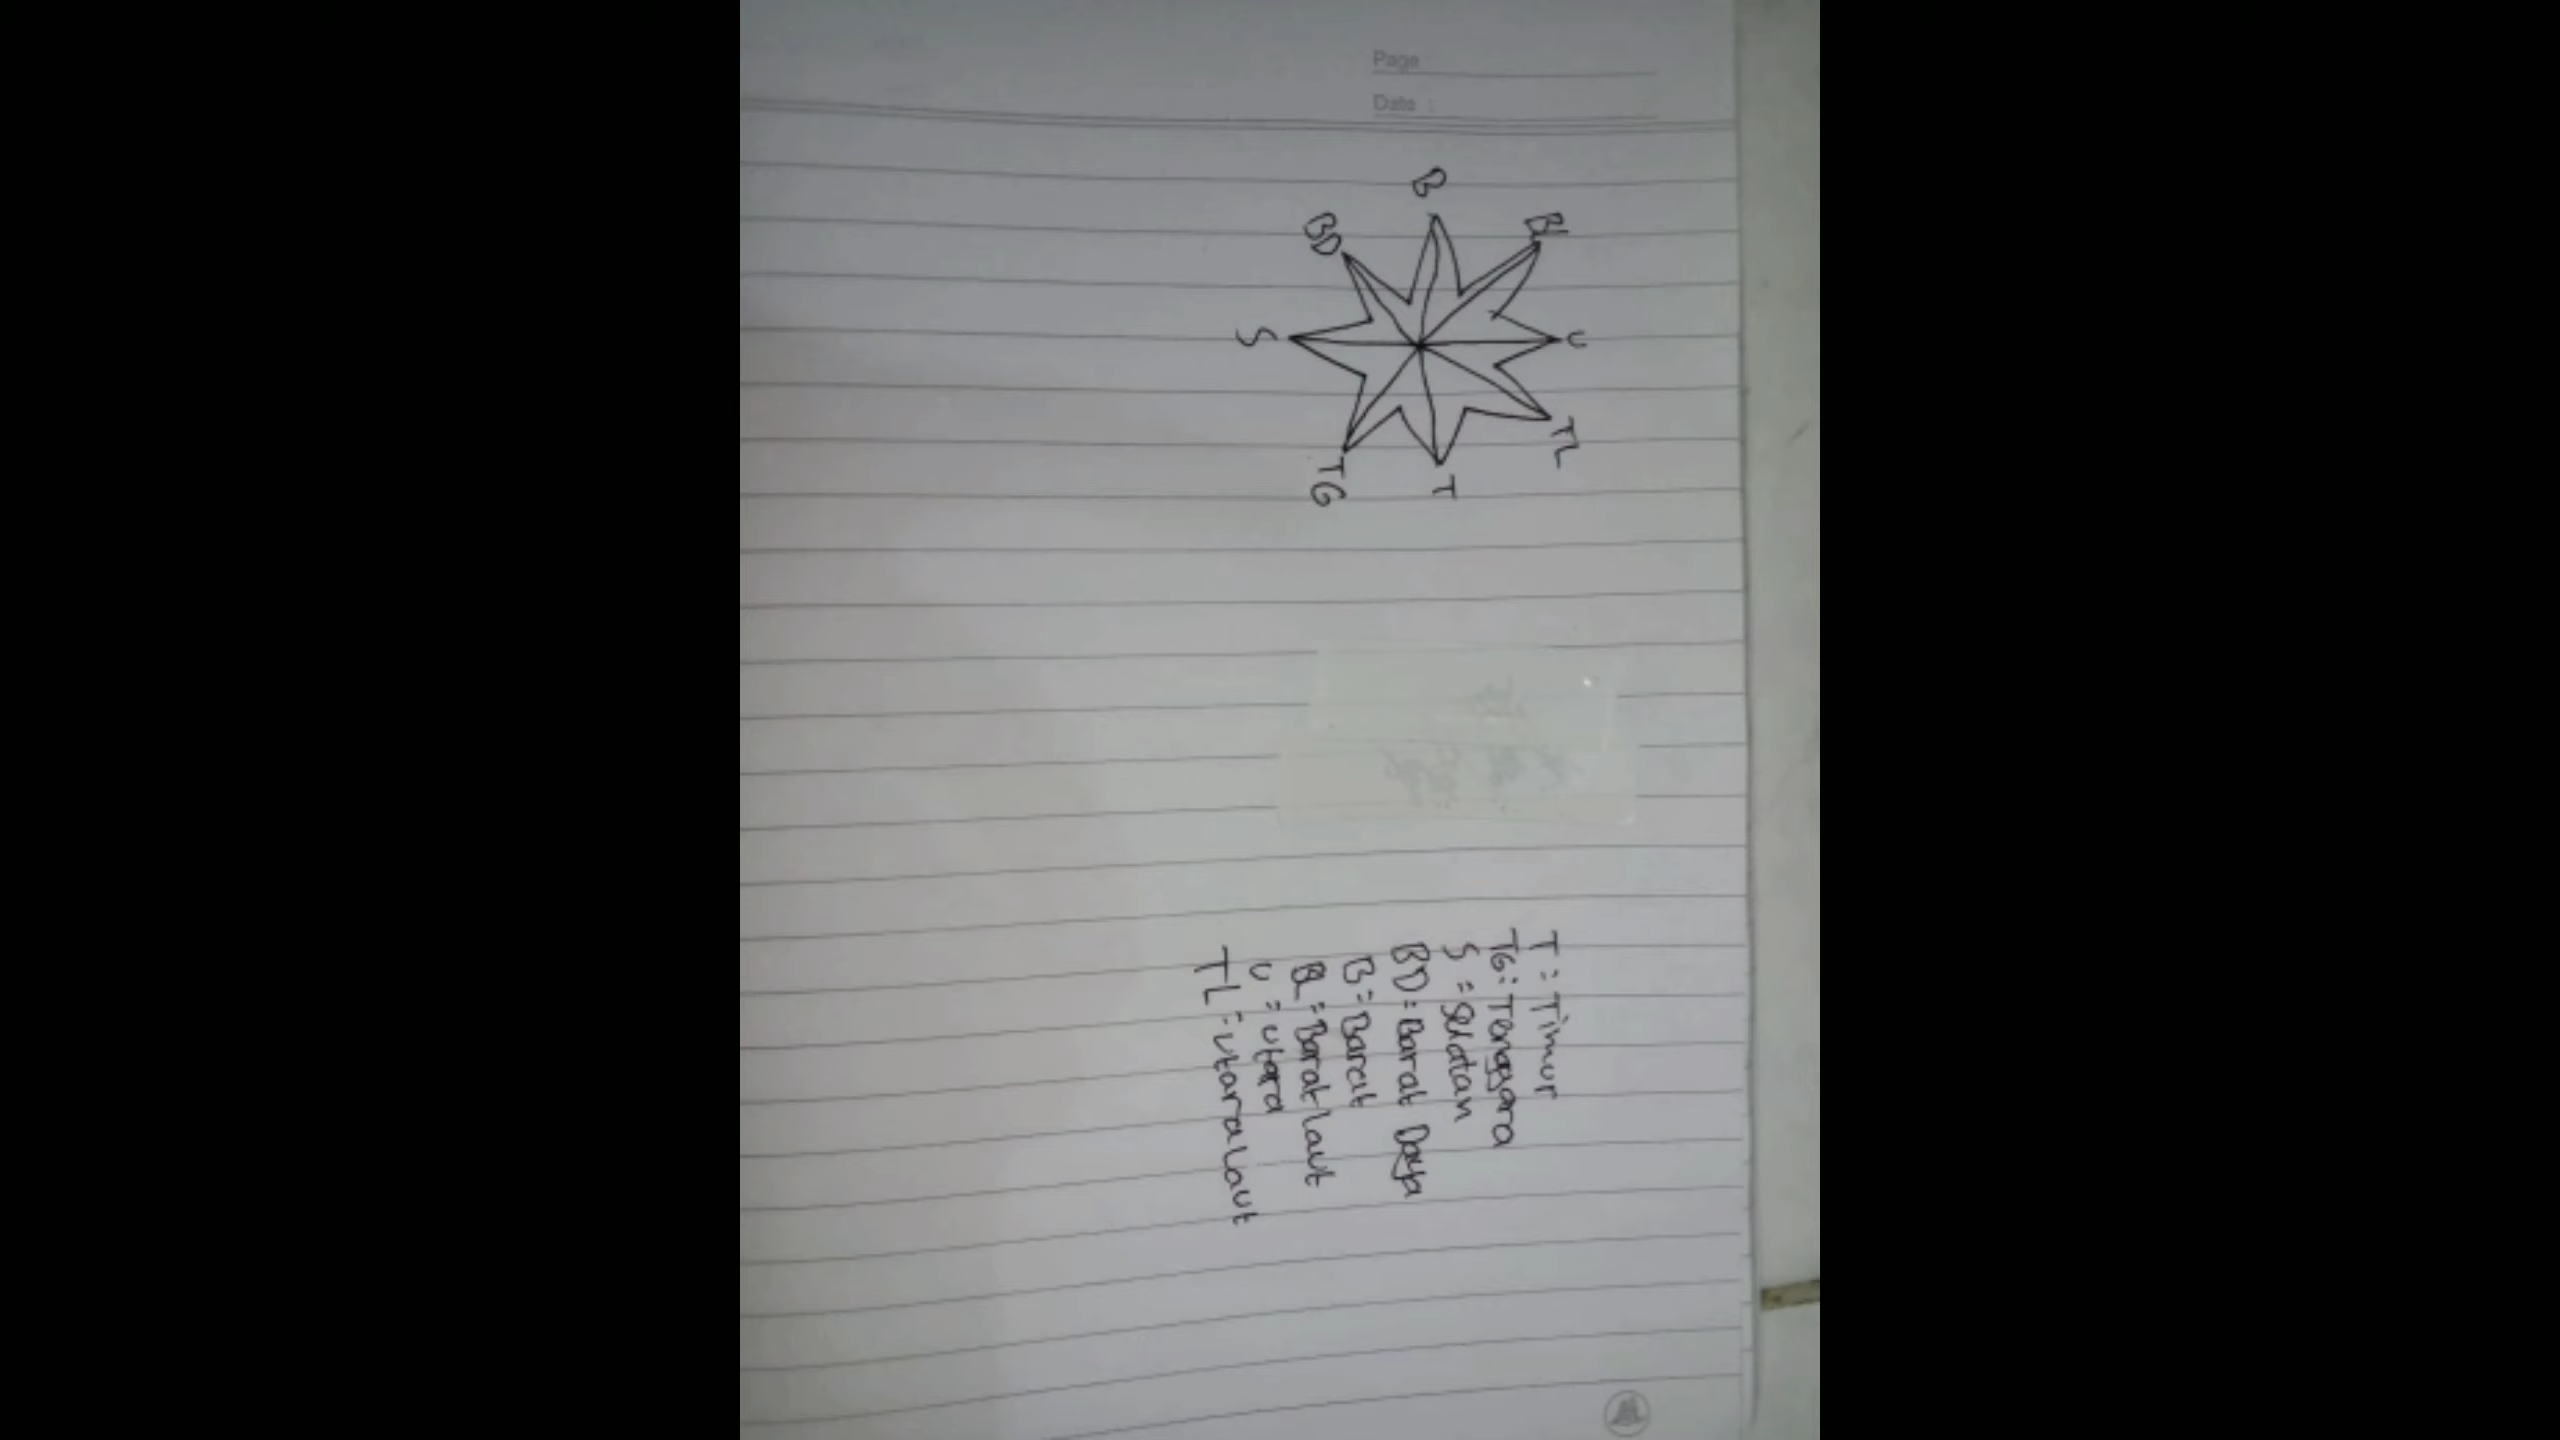 Page
Date :
U
BL
TL
B
T
BD
TG
S
T = Timur
TG = Tenggara
S = Selatan
BD = Barat Daya
B = Barat
BL = Barat laut
U = Utara
TL = Utara Laut